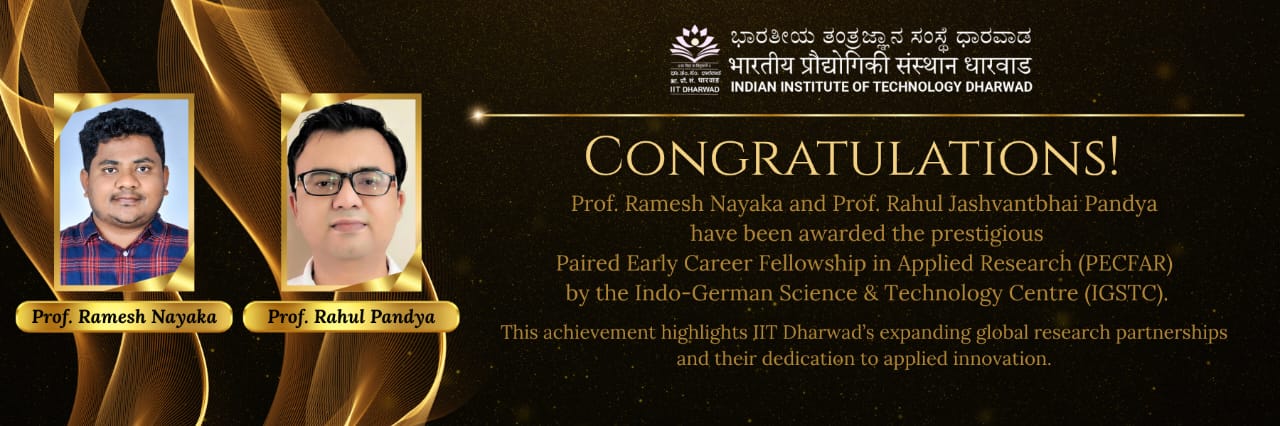 ಭಾರತೀಯ ತಂತ್ರಜ್ಞಾನ ಸಂಸ್ಥೆ ಧಾರವಾಡ
भारतीय प्रौद्योगिकी संस्थान धारवाड
INDIAN INSTITUTE OF TECHNOLOGY DHARWAD
ಭಾ.ತಂ.ಸಂ. ಧಾರವಾಡ
भा. प्रौ. सं. धारवाड
IIT DHARWAD
CONGRATULATIONS!
Prof. Ramesh Nayaka and Prof. Rahul Jashvantbhai Pandya
have been awarded the prestigious
Paired Early Career Fellowship in Applied Research (PECFAR)
by the Indo-German Science & Technology Centre (IGSTC).
This achievement highlights IIT Dharwad's expanding global research partnerships
and their dedication to applied innovation.
Prof. Ramesh Nayaka
Prof. Rahul Pandya